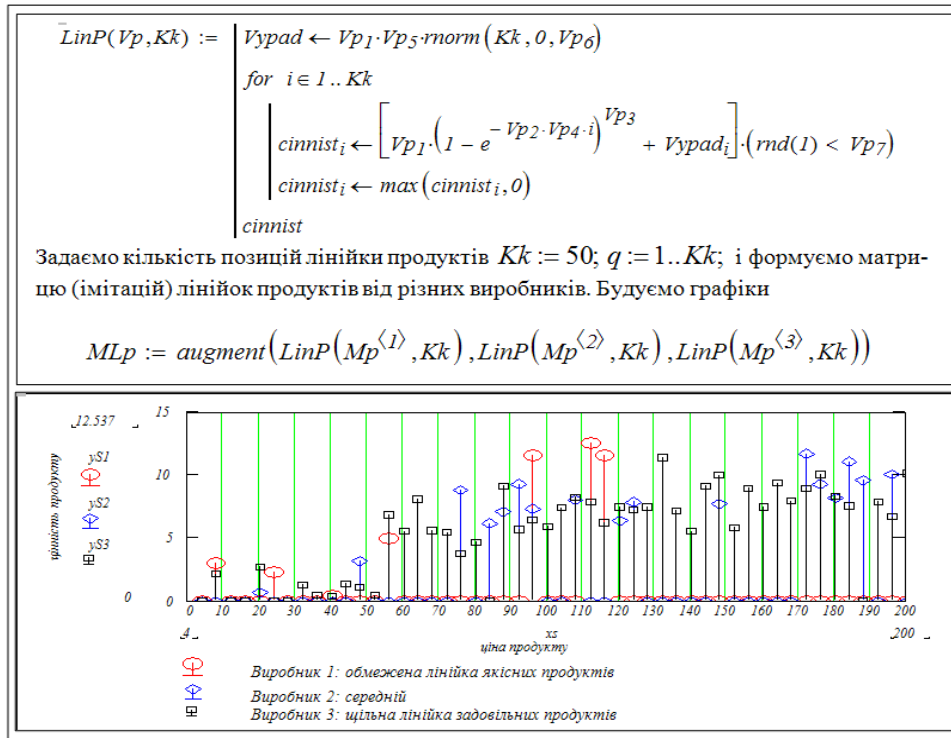 LinP(Vp,Kk) := | Vypad ← Vp₁·Vp₅·rnorm(Kk,0,Vp₆)
for i ∈ 1 .. Kk
cinnistᵢ ← [Vp₁·(1 − e^(−Vp₂·Vp₄·i))^Vp₃ + Vypadᵢ]·(rnd(1) < Vp₇)
cinnistᵢ ← max(cinnistᵢ,0)
cinnist
Задаємо кількість позицій лінійки продуктів Kk := 50; q := 1..Kk; і формуємо матри-
цю (імітацій) лінійок продуктів від різних виробників. Будуємо графіки
MLp := augment(LinP(Mp^⟨1⟩,Kk),LinP(Mp^⟨2⟩,Kk),LinP(Mp^⟨3⟩,Kk))
12.537
yS1
yS2
yS3
0
цінність продукту
15
10
5
0
0 10 20 30 40 50 60 70 80 90 100 110 120 130 140 150 160 170 180 190 200
4 xs 200
ціна продукту
Виробник 1: обмежена лінійка якісних продуктів
Виробник 2: середній
Виробник 3: щільна лінійка задовільних продуктів